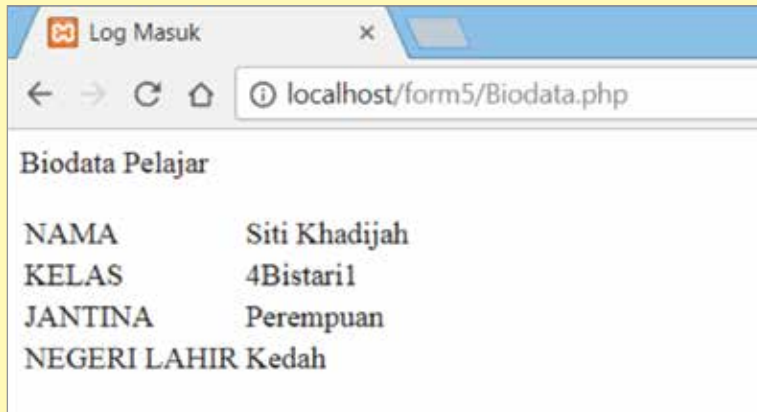 Log Masuk
localhost/form5/Biodata.php
Biodata Pelajar
NAMA Siti Khadijah
KELAS 4Bistari1
JANTINA Perempuan
NEGERI LAHIR Kedah